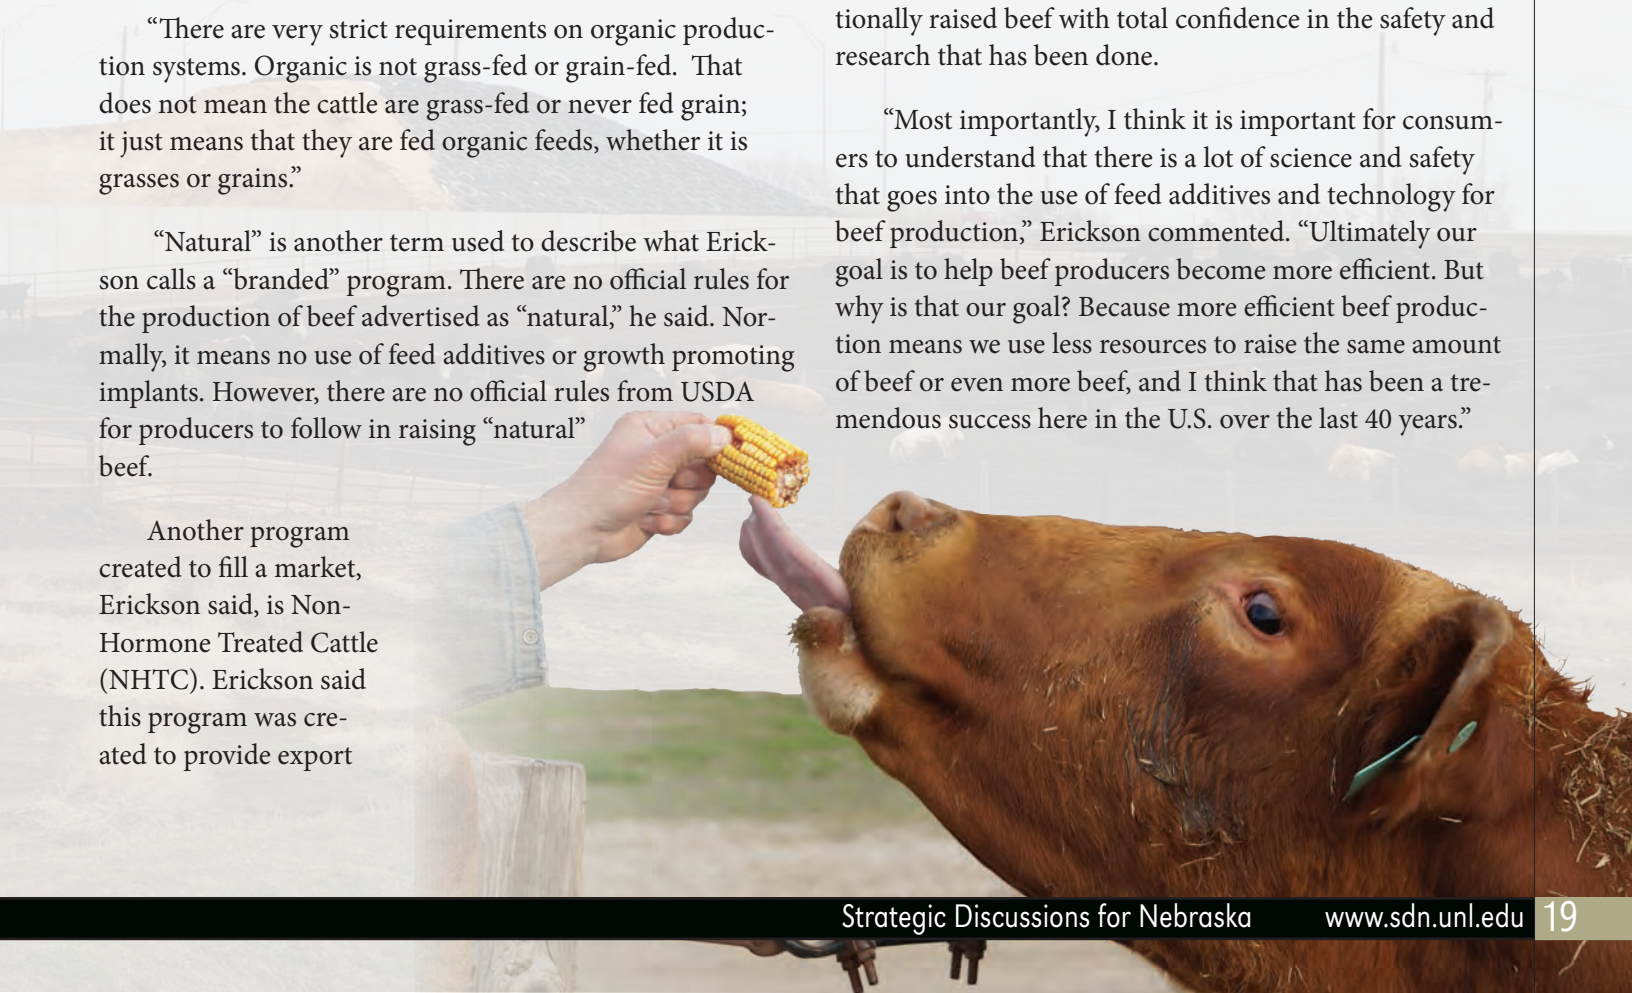 “There are very strict requirements on organic produc-
tion systems. Organic is not grass-fed or grain-fed.  That
does not mean the cattle are grass-fed or never fed grain;
it just means that they are fed organic feeds, whether it is
grasses or grains.”
“Natural” is another term used to describe what Erick-
son calls a “branded” program. There are no official rules for
the production of beef advertised as “natural,” he said. Nor-
mally, it means no use of feed additives or growth promoting
implants. However, there are no official rules from USDA
for producers to follow in raising “natural”
beef.
Another program
created to fill a market,
Erickson said, is Non-
Hormone Treated Cattle
(NHTC). Erickson said
this program was cre-
ated to provide export
tionally raised beef with total confidence in the safety and
research that has been done.
“Most importantly, I think it is important for consum-
ers to understand that there is a lot of science and safety
that goes into the use of feed additives and technology for
beef production,” Erickson commented. “Ultimately our
goal is to help beef producers become more efficient. But
why is that our goal? Because more efficient beef produc-
tion means we use less resources to raise the same amount
of beef or even more beef, and I think that has been a tre-
mendous success here in the U.S. over the last 40 years.”
Strategic Discussions for Nebraska www.sdn.unl.edu 19